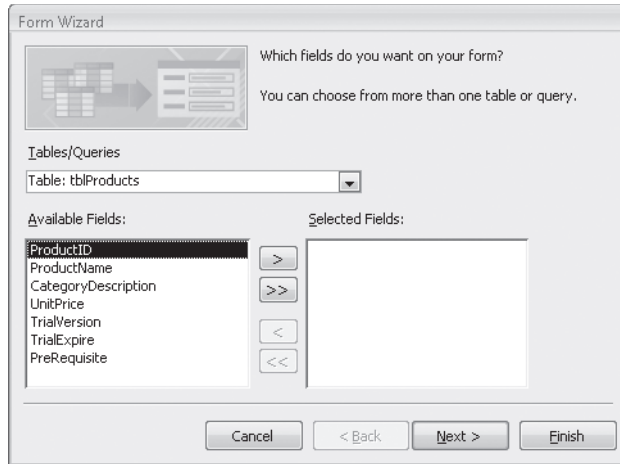 Form Wizard
Which fields do you want on your form?
You can choose from more than one table or query.
Tables/Queries
Table: tblProducts
Available Fields:
Selected Fields:
ProductID
ProductName
CategoryDescription
UnitPrice
TrialVersion
TrialExpire
PreRequisite
>
>>
<
<<
Cancel
< Back
Next >
Finish